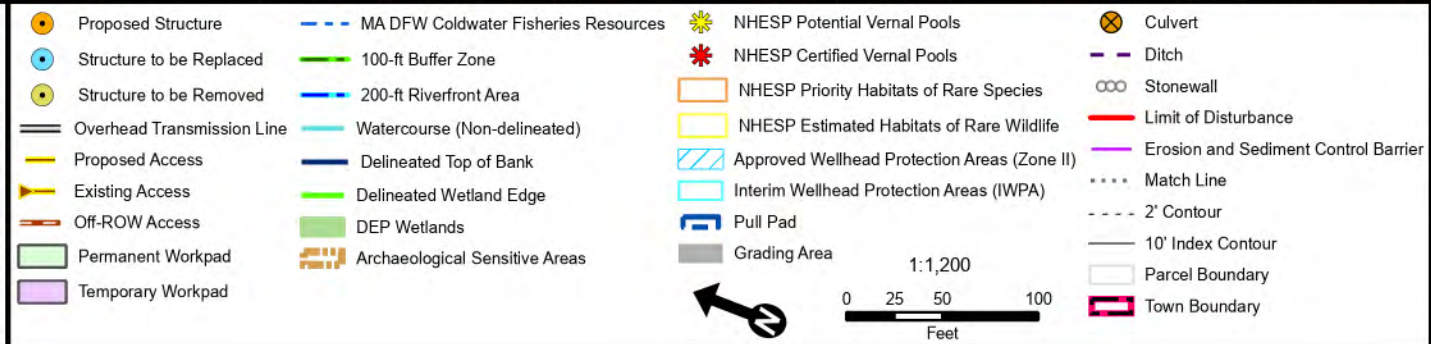 Proposed Structure
Structure to be Replaced
Structure to be Removed
Overhead Transmission Line
Proposed Access
Existing Access
Off-ROW Access
Permanent Workpad
Temporary Workpad
MA DFW Coldwater Fisheries Resources
100-ft Buffer Zone
200-ft Riverfront Area
Watercourse (Non-delineated)
Delineated Top of Bank
Delineated Wetland Edge
DEP Wetlands
Archaeological Sensitive Areas
NHESP Potential Vernal Pools
NHESP Certified Vernal Pools
NHESP Priority Habitats of Rare Species
NHESP Estimated Habitats of Rare Wildlife
Approved Wellhead Protection Areas (Zone II)
Interim Wellhead Protection Areas (IWPA)
Pull Pad
Grading Area
N
1:1,200
0 25 50 100
Feet
Culvert
Ditch
Stonewall
Limit of Disturbance
Erosion and Sediment Control Barrier
Match Line
2' Contour
10' Index Contour
Parcel Boundary
Town Boundary